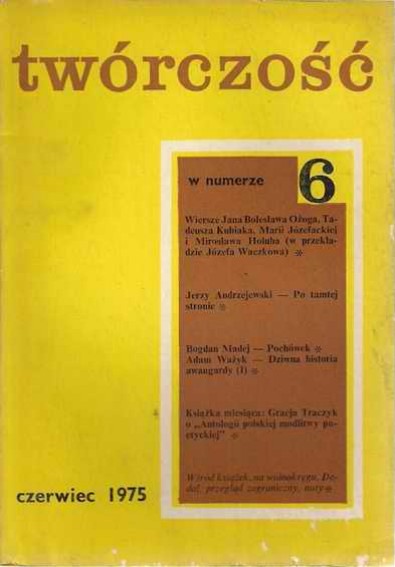 twórczość
w numerze
6
Wiersze Jana Bolesława Ożoga, Ta-
deusza Kubiaka, Marii Józefackiej
i Mirosława Holuba (w przekła-
dzie Józefa Waczkowa)
Jerzy Andrzejewski — Po tamtej
stronie
Bogdan Madej — Pochówek
Adam Ważyk — Dziwna historia
awangardy (I)
Książka miesiąca: Gracja Traczyk
o „Antologii polskiej modlitwy po-
etyckiej”
Wśród książek, na widnokręgu, De-
dal, przegląd zagraniczny, noty
czerwiec 1975